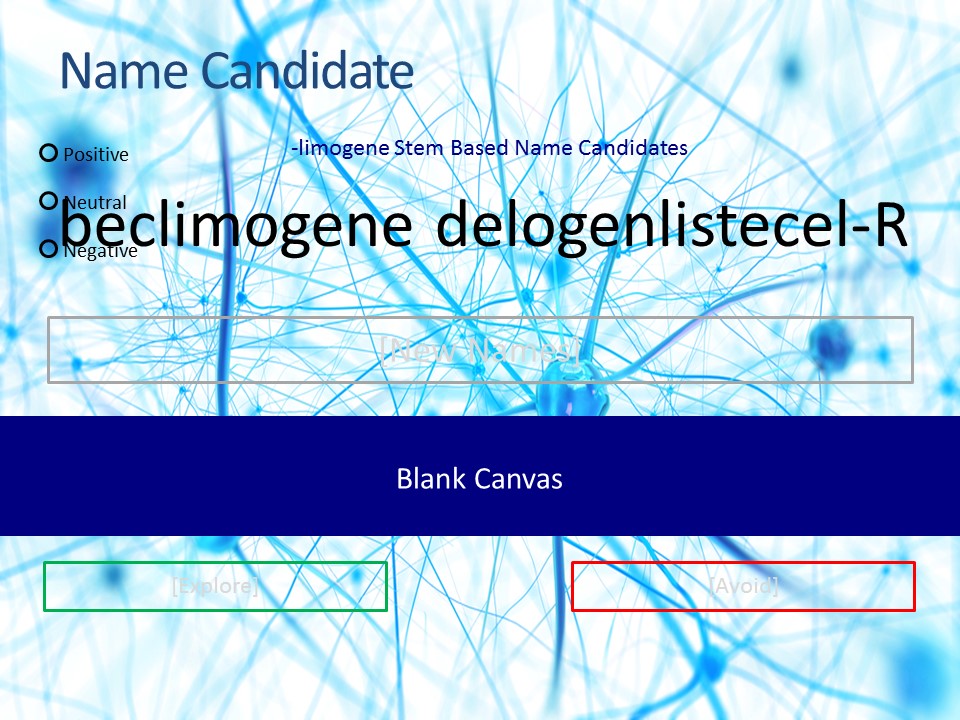 Name Candidate
-limogene Stem Based Name Candidates
Positive
Neutral
Negative
beclimogene delogenlistecel-R
[New Names]
Blank Canvas
[Explore]
[Avoid]